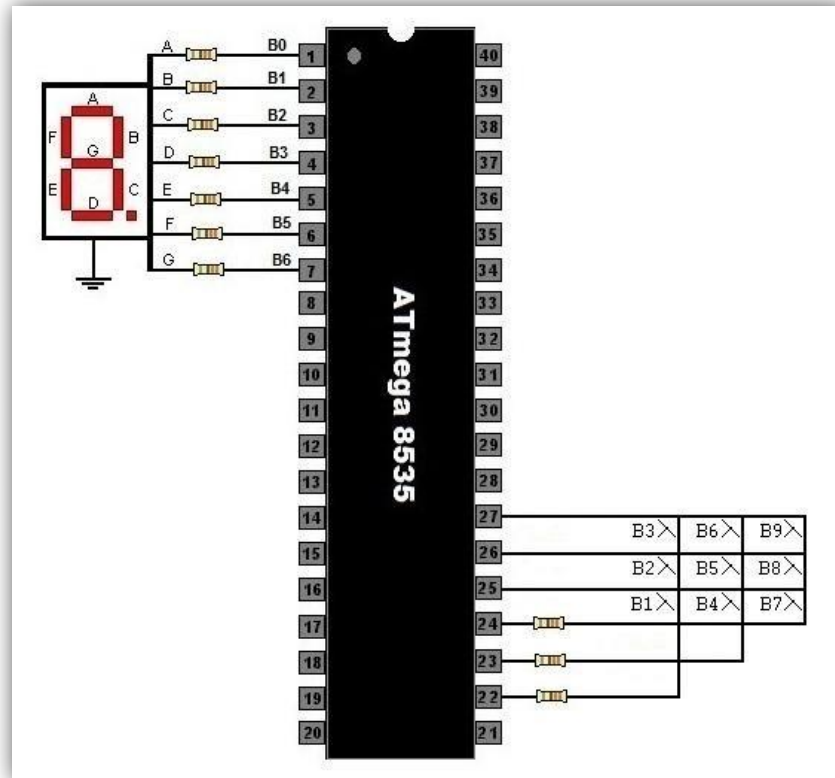 A B0 1 40
B B1 2 39
A
F B
G
E C
D
C B2 3 38
D B3 4 37
E B4 5 36
F B5 6 35
G B6 7 34
8 33
9 32
10 31
11 30
12 29
13 28
14 27
15 26
16 25
17 24
18 23
19 22
20 21
ATmega 8535
B3 B6 B9
B2 B5 B8
B1 B4 B7